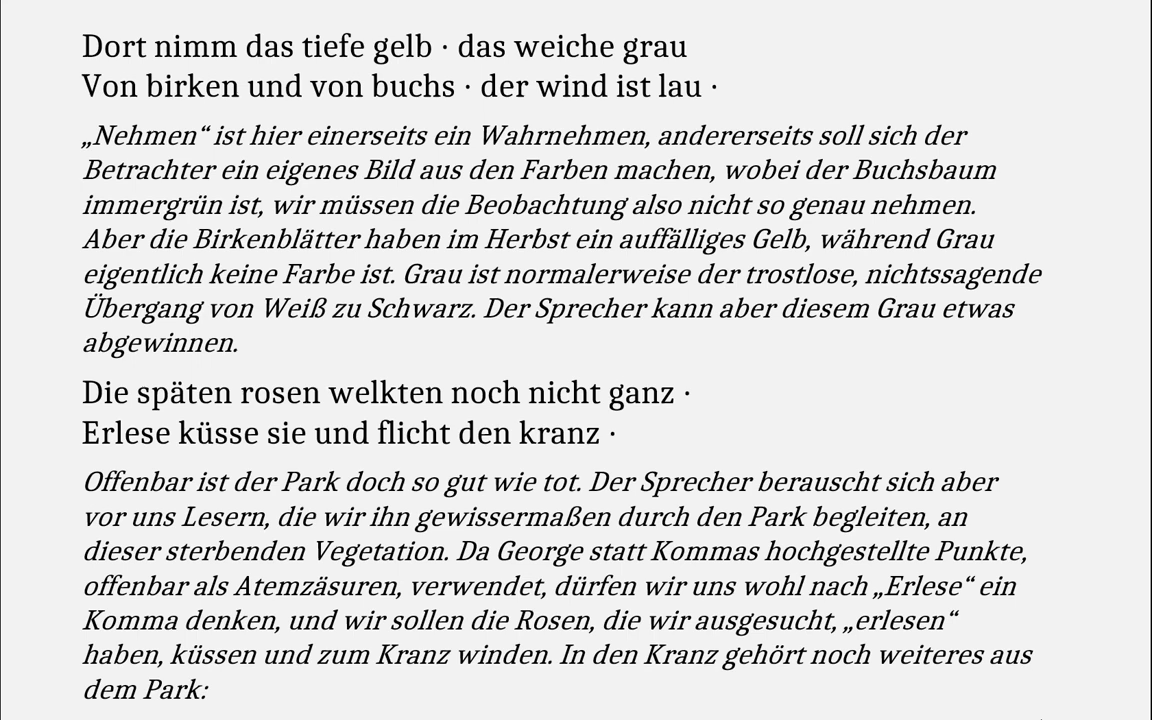 Dort nimm das tiefe gelb · das weiche grau
Von birken und von buchs · der wind ist lau ·
„Nehmen“ ist hier einerseits ein Wahrnehmen, andererseits soll sich der
Betrachter ein eigenes Bild aus den Farben machen, wobei der Buchsbaum
immergrün ist, wir müssen die Beobachtung also nicht so genau nehmen.
Aber die Birkenblätter haben im Herbst ein auffälliges Gelb, während Grau
eigentlich keine Farbe ist. Grau ist normalerweise der trostlose, nichtssagende
Übergang von Weiß zu Schwarz. Der Sprecher kann aber diesem Grau etwas
abgewinnen.
Die späten rosen welkten noch nicht ganz ·
Erlese küsse sie und flicht den kranz ·
Offenbar ist der Park doch so gut wie tot. Der Sprecher berauscht sich aber
vor uns Lesern, die wir ihn gewissermaßen durch den Park begleiten, an
dieser sterbenden Vegetation. Da George statt Kommas hochgestellte Punkte,
offenbar als Atemzäsuren, verwendet, dürfen wir uns wohl nach „Erlese“ ein
Komma denken, und wir sollen die Rosen, die wir ausgesucht, „erlesen“
haben, küssen und zum Kranz winden. In den Kranz gehört noch weiteres aus
dem Park: